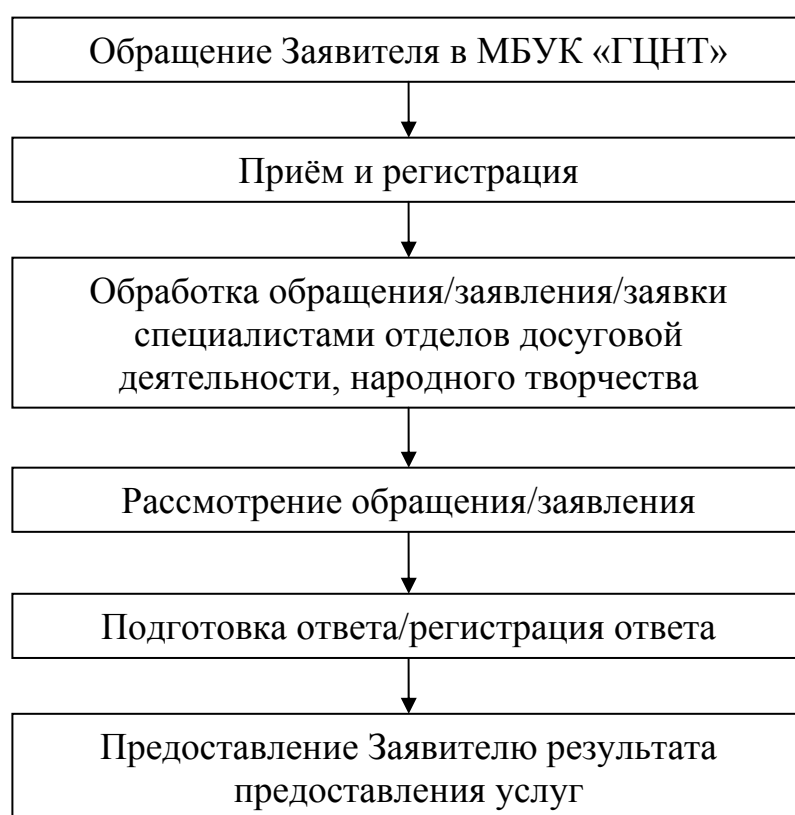 Обращение Заявителя в МБУК «ГЦНТ»
Приём и регистрация
Обработка обращения/заявления/заявки
специалистами отделов досуговой
деятельности, народного творчества
Рассмотрение обращения/заявления
Подготовка ответа/регистрация ответа
Предоставление Заявителю результата
предоставления услуг